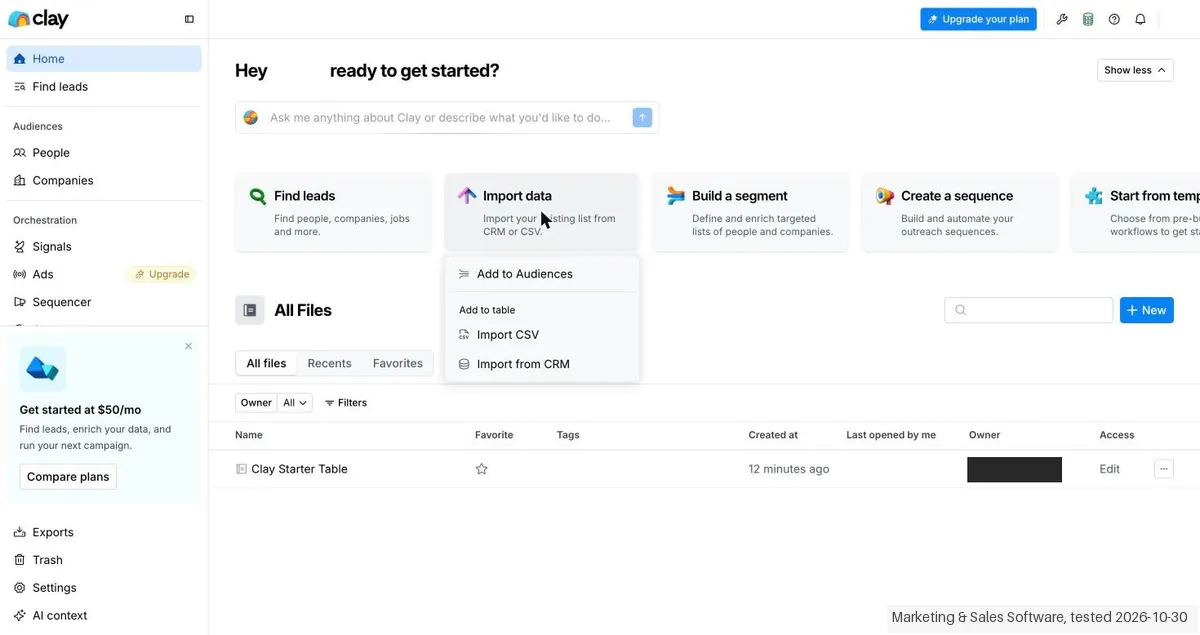 clay
Upgrade your plan
Home
Find leads
Audiences
People
Companies
Orchestration
Signals
Ads
Upgrade
Sequencer
Get started at $50/mo
Find leads, enrich your data, and
run your next campaign.
Compare plans
Exports
Trash
Settings
AI context
Hey ready to get started?
Show less
Ask me anything about Clay or describe what you'd like to do...
Find leads
Find people, companies, jobs
and more.
Import data
Import your existing list from
CRM or CSV.
Build a segment
Define and enrich targeted
lists of people and companies.
Create a sequence
Build and automate your
outreach sequences.
Start from temp
Choose from pre-bu
workflows to get sta
Add to Audiences
Add to table
Import CSV
Import from CRM
All Files
New
All files Recents Favorites
Owner All Filters
Name Favorite Tags Created at Last opened by me Owner Access
Clay Starter Table 12 minutes ago Edit
Marketing & Sales Software, tested 2026-10-30